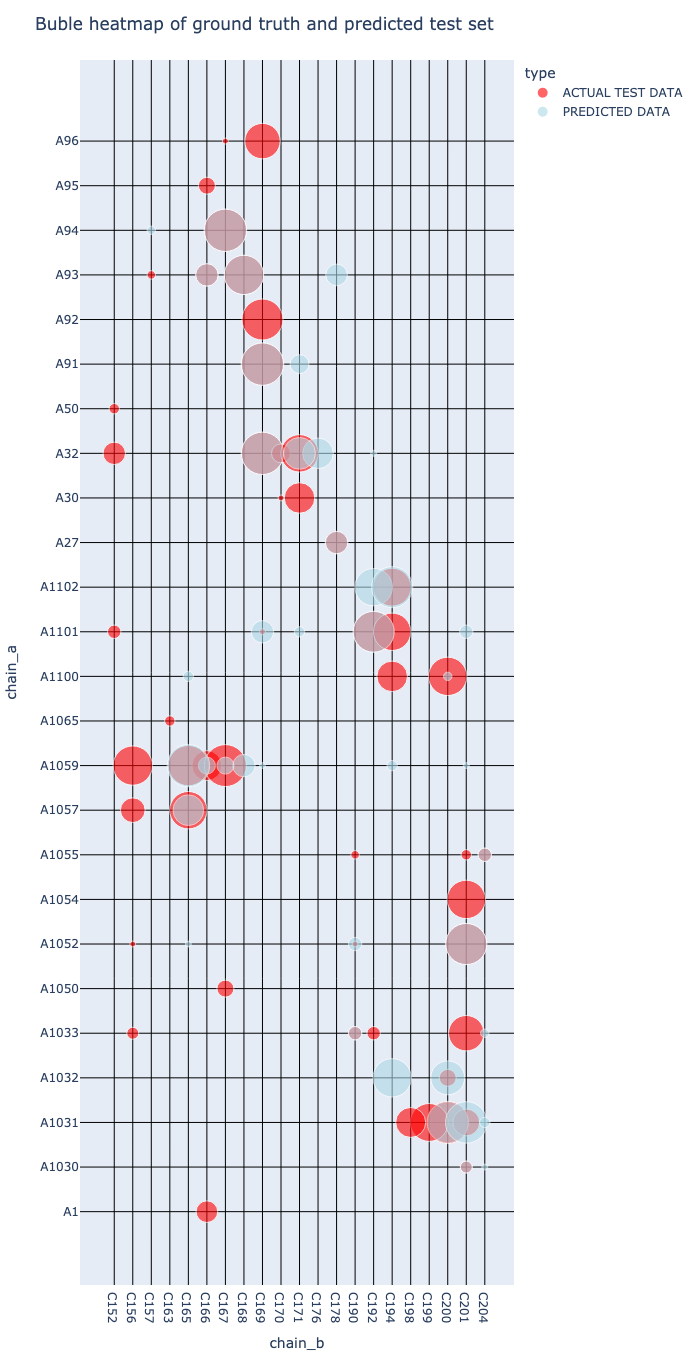 Buble heatmap of ground truth and predicted test set
type
ACTUAL TEST DATA
PREDICTED DATA
A96
A95
A94
A93
A92
A91
A50
A32
A30
A27
A1102
A1101
A1100
A1065
A1059
A1057
A1055
A1054
A1052
A1050
A1033
A1032
A1031
A1030
A1
chain_a
C152 C156 C157 C163 C165 C166 C167 C168 C169 C170 C171 C176 C178 C190 C192 C194 C198 C199 C200 C201 C204
chain_b